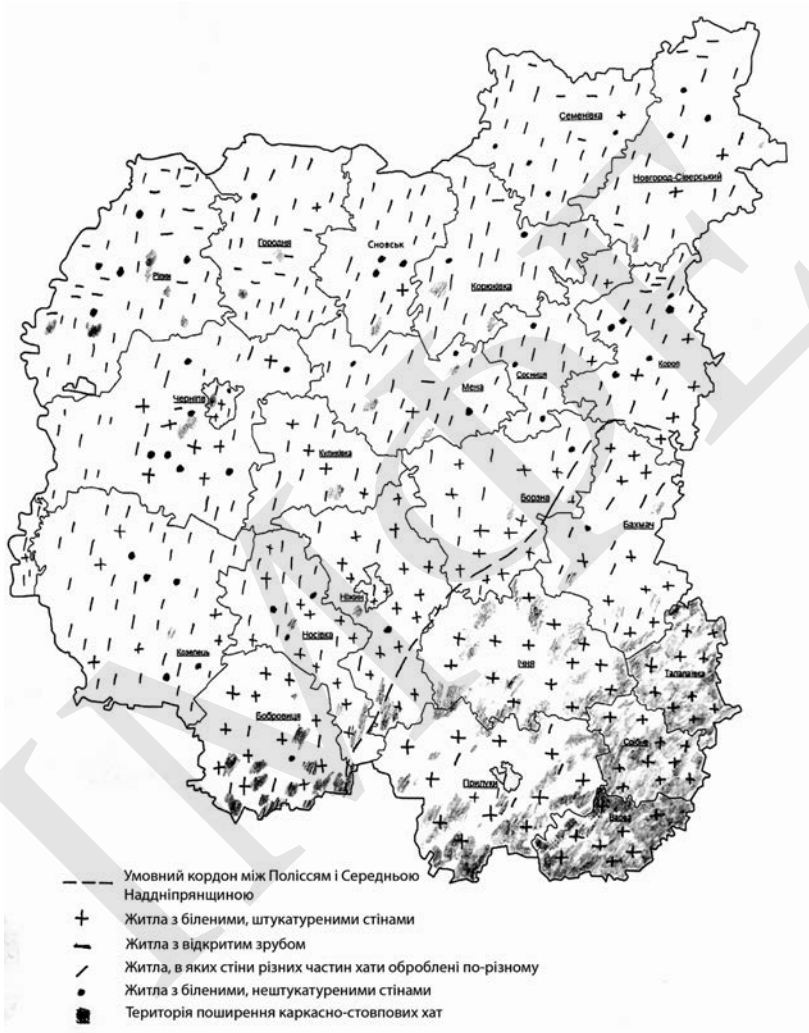 Семенівка
Новгород-Сіверський
Городня
Сновськ
Ріпки
Корюківка
Короп
Сосниця
Мена
Чернігів
Куликівка
Борзна
Бахмач
Ніжин
Носівка
Козелець
Ічня
Талалаївка
Бобровиця
Срібне
Прилуки
Варва
ІМФЕ
Умовний кордон між Поліссям і Середньою
Наддніпрянщиною
Житла з біленими, штукатуреними стінами
Житла з відкритим зрубом
Житла, в яких стіни різних частин хати оброблені по-різному
Житла з біленими, нештукатуреними стінами
Територія поширення каркасно-стовпових хат